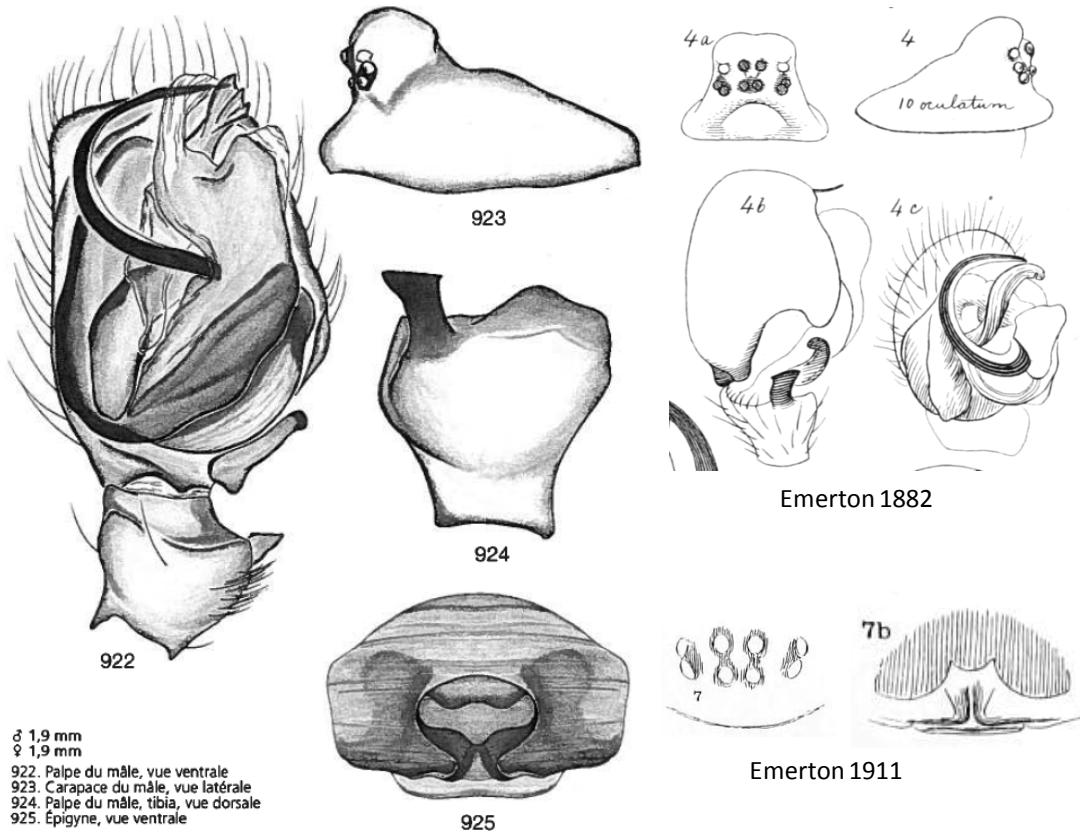 922
♂ 1,9 mm
♀ 1,9 mm
922. Palpe du mâle, vue ventrale
923. Carapace du mâle, vue latérale
924. Palpe du mâle, tibia, vue dorsale
925. Épigyne, vue ventrale
923
924
925
4a
4
10 oculatum
4b
4c
Emerton 1882
7
7b
Emerton 1911